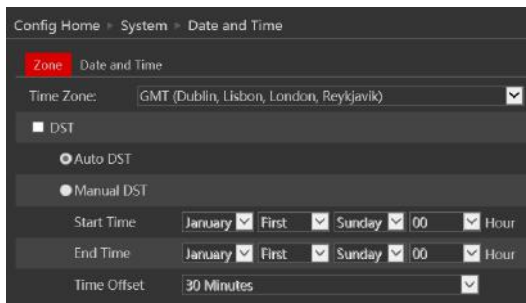 Config Home » System » Date and Time
Zone Date and Time
Time Zone: GMT (Dublin, Lisbon, London, Reykjavik)
DST
Auto DST
Manual DST
Start Time January First Sunday 00 Hour
End Time January First Sunday 00 Hour
Time Offset 30 Minutes